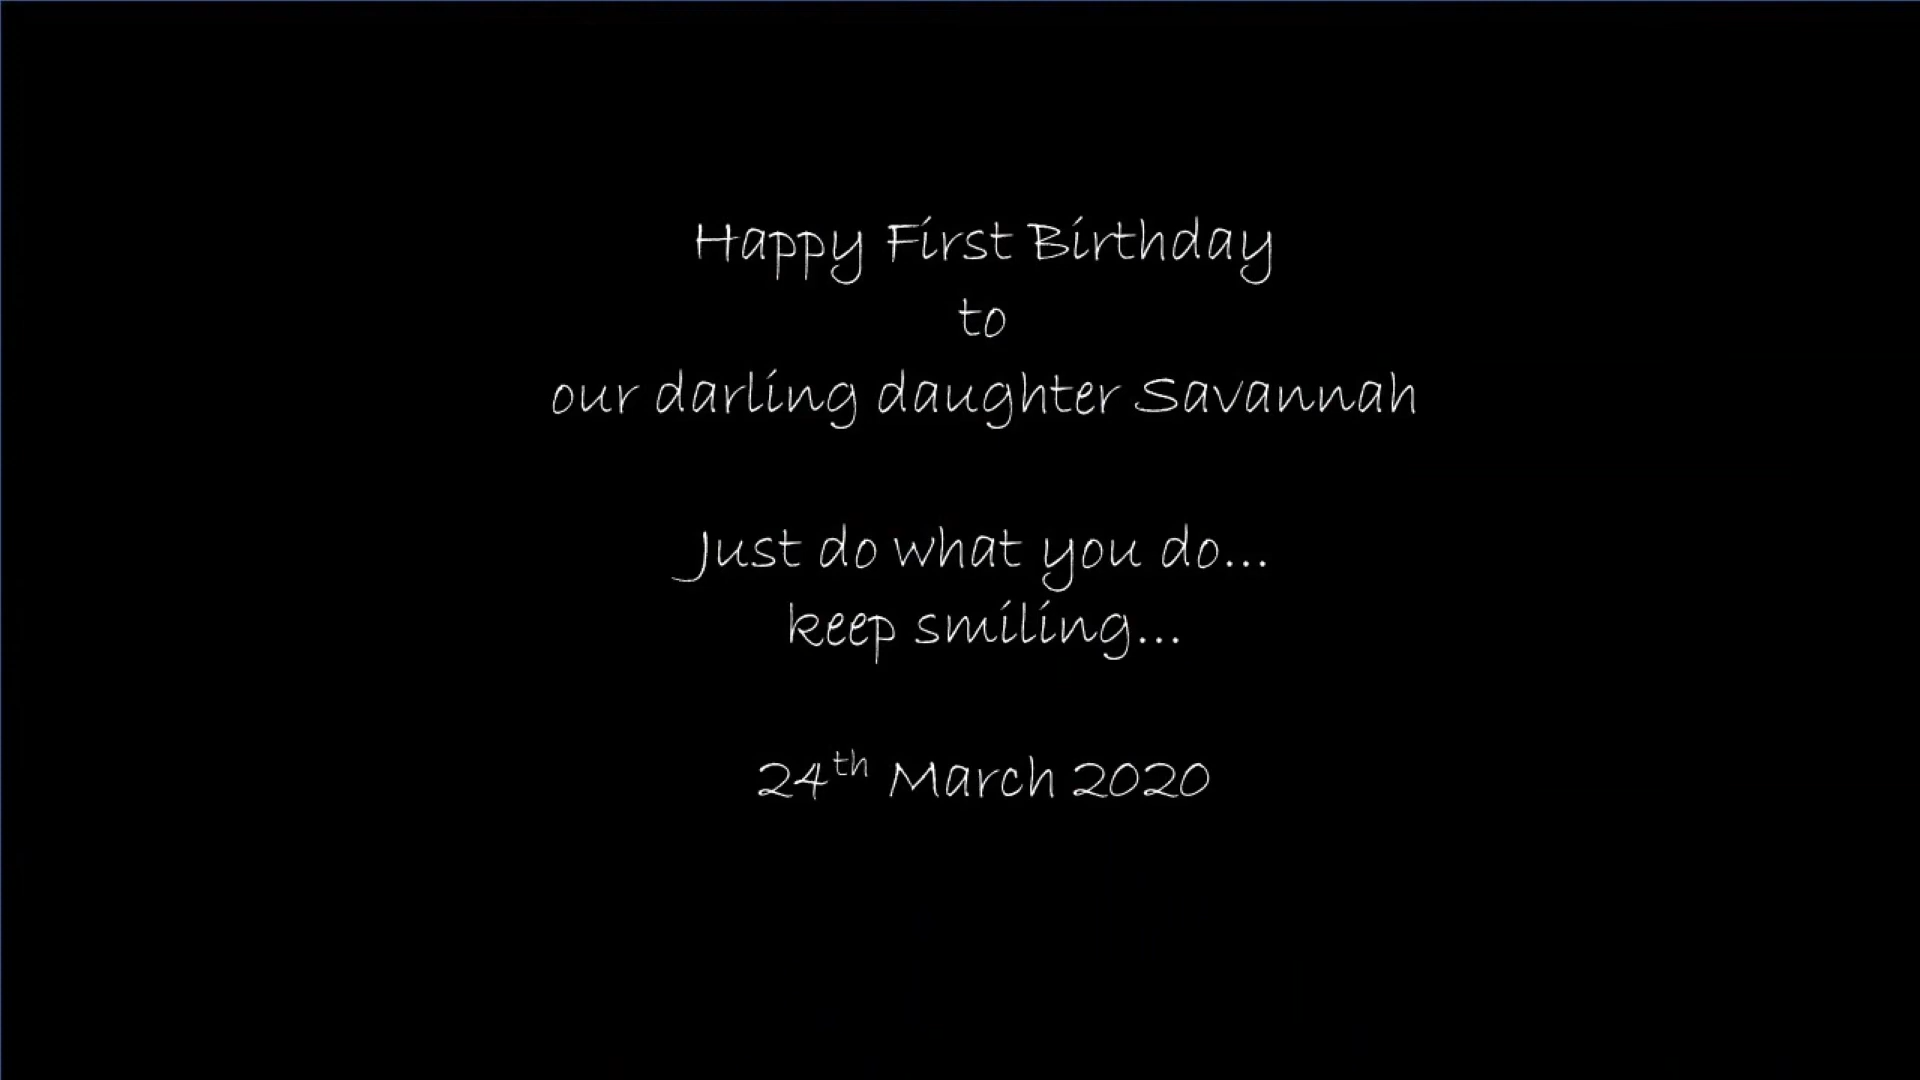 Happy First Birthday
to
our darling daughter Savannah
Just do what you do...
keep smiling...
24th March 2020